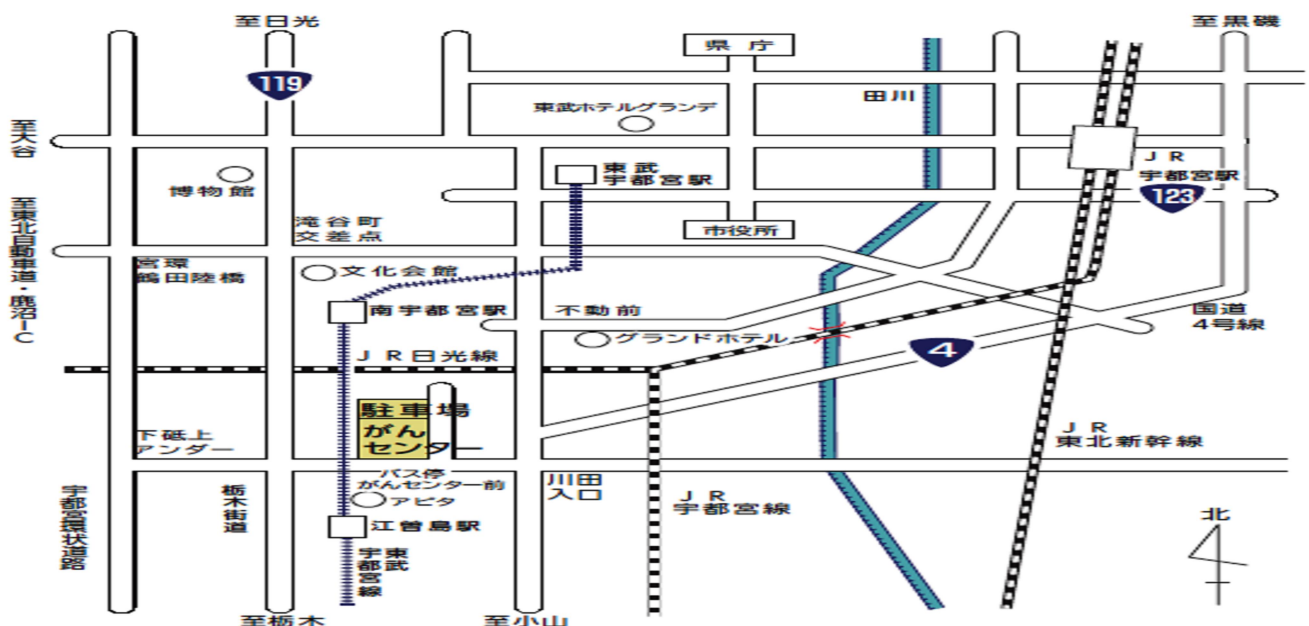 至日光
至黒磯
県庁
119
田川
東武ホテルグランデ
至大谷
東武
宇都宮駅
JR
宇都宮駅
博物館
123
至東北自動車道・鹿沼IC
滝谷町
交差点
市役所
宮環
鶴田陸橋
文化会館
南宇都宮駅
不動前
国道
4号線
グランドホテル
JR日光線
4
駐車場
がん
センター
下砥上
アンダー
JR
東北新幹線
バス停
がんセンター前
川田
入口
アピタ
JR
宇都宮線
宇都宮環状道路
栃木街道
江曽島駅
北
東武
宇都宮線
至栃木
至小山